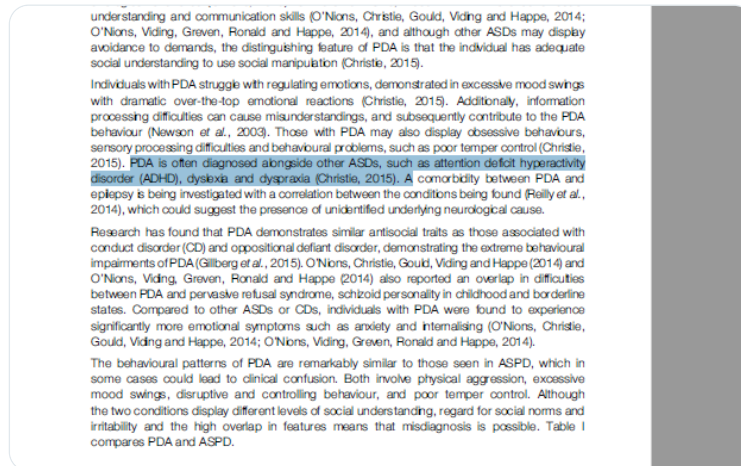 understanding and communication skills (O'Nions, Christie, Gould, Viding and Happe, 2014;
O'Nions, Viding, Greven, Ronald and Happe, 2014), and although other ASDs may display
avoidance to demands, the distinguishing feature of PDA is that the individual has adequate
social understanding to use social manipulation (Christie, 2015).
Individuals with PDA struggle with regulating emotions, demonstrated in excessive mood swings
with dramatic over-the-top emotional reactions (Christie, 2015). Additionally, information
processing difficulties can cause misunderstandings, and subsequently contribute to the PDA
behaviour (Newson et al., 2003). Those with PDA may also display obsessive behaviours,
sensory processing difficulties and behavioural problems, such as poor temper control (Christie,
2015). PDA is often diagnosed alongside other ASDs, such as attention deficit hyperactivity
disorder (ADHD), dyslexia and dyspraxia (Christie, 2015). A comorbidity between PDA and
epilepsy is being investigated with a correlation between the conditions being found (Reilly et al.,
2014), which could suggest the presence of unidentified underlying neurological cause.
Research has found that PDA demonstrates similar antisocial traits as those associated with
conduct disorder (CD) and oppositional defiant disorder, demonstrating the extreme behavioural
impairments of PDA (Gillberg et al., 2015). O'Nions, Christie, Gould, Viding and Happe (2014) and
O'Nions, Viding, Greven, Ronald and Happe (2014) also reported an overlap in difficulties
between PDA and pervasive refusal syndrome, schizoid personality in childhood and borderline
states. Compared to other ASDs or CDs, individuals with PDA were found to experience
significantly more emotional symptoms such as anxiety and internalising (O'Nions, Christie,
Gould, Viding and Happe, 2014; O'Nions, Viding, Greven, Ronald and Happe, 2014).
The behavioural patterns of PDA are remarkably similar to those seen in ASPD, which in
some cases could lead to clinical confusion. Both involve physical aggression, excessive
mood swings, disruptive and controlling behaviour, and poor temper control. Although
the two conditions display different levels of social understanding, regard for social norms and
irritability and the high overlap in features means that misdiagnosis is possible. Table I
compares PDA and ASPD.